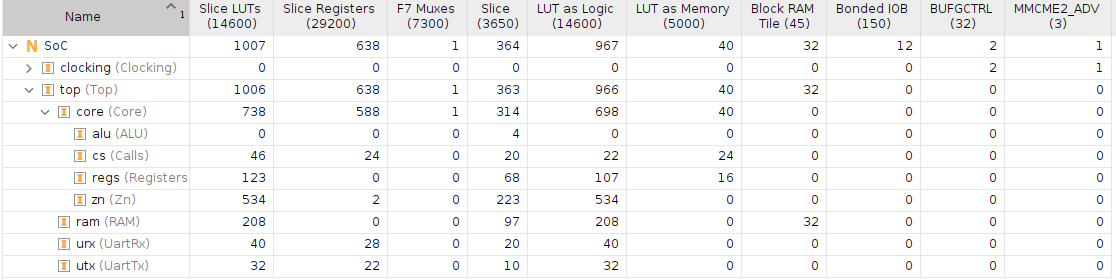 Name 1 Slice LUTs (14600) Slice Registers (29200) F7 Muxes (7300) Slice (3650) LUT as Logic (14600) LUT as Memory (5000) Block RAM Tile (45) Bonded IOB (150) BUFGCTRL (32) MMCME2_ADV (3)
N SoC 1007 638 1 364 967 40 32 12 2 1
I clocking (Clocking) 0 0 0 0 0 0 0 0 2 1
I top (Top) 1006 638 1 363 966 40 32 0 0 0
I core (Core) 738 588 1 314 698 40 0 0 0 0
I alu (ALU) 0 0 0 4 0 0 0 0 0 0
I cs (Calls) 46 24 0 20 22 24 0 0 0 0
I regs (Registers 123 0 0 68 107 16 0 0 0 0
I zn (Zn) 534 2 0 223 534 0 0 0 0 0
I ram (RAM) 208 0 0 97 208 0 32 0 0 0
I urx (UartRx) 40 28 0 20 40 0 0 0 0 0
I utx (UartTx) 32 22 0 10 32 0 0 0 0 0